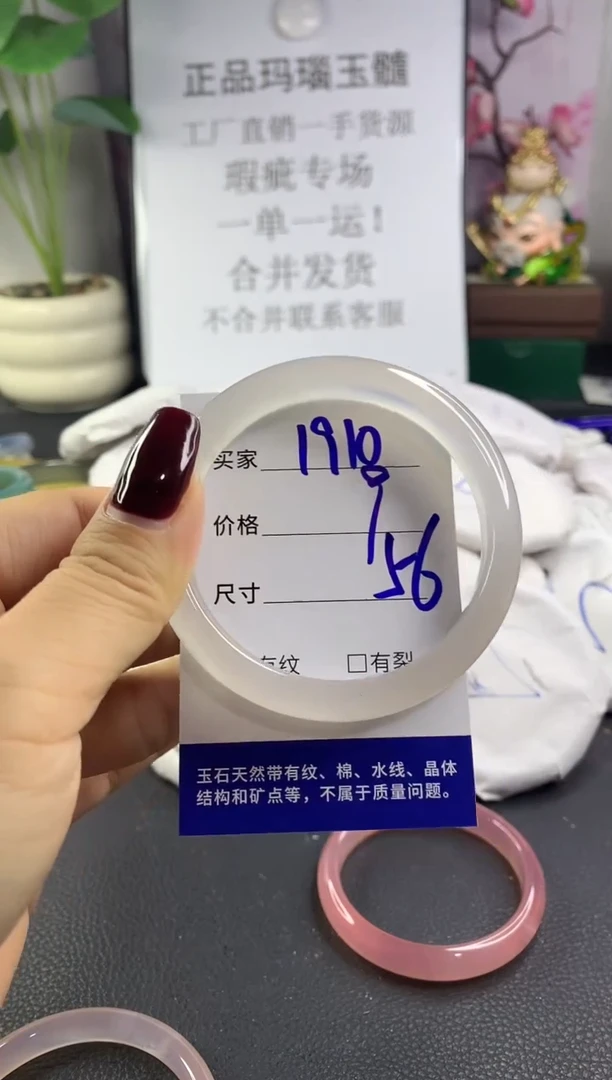 正品玛瑙玉髓
工厂直销一手货源
瑕疵专场
一单一运！
合并发货
不合并联系客服
买家 1910
价格
尺寸 56
有纹 □有裂
玉石天然带有纹、棉、水线、晶体
结构和矿点等，不属于质量问题。